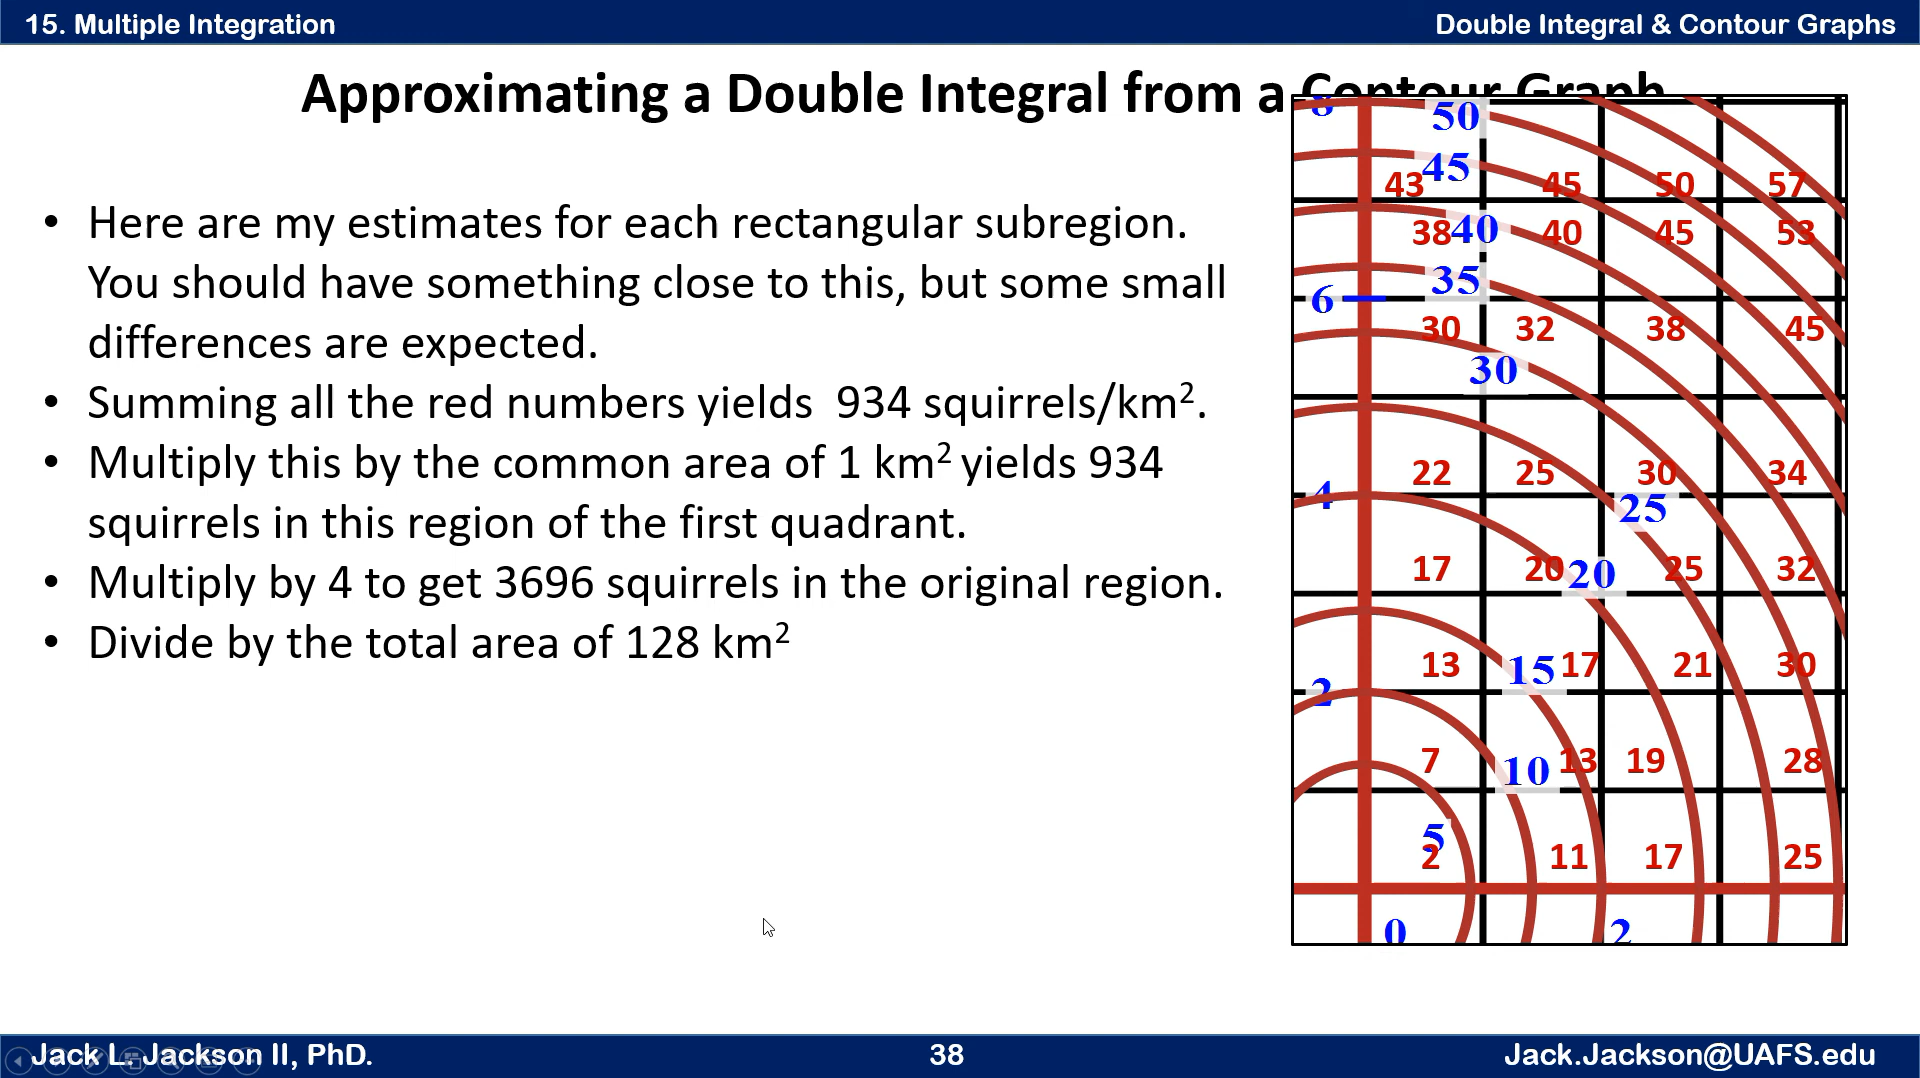 15. Multiple Integration
Double Integral & Contour Graphs
Approximating a Double Integral from a Contour Graph
• Here are my estimates for each rectangular subregion.
You should have something close to this, but some small
differences are expected.
• Summing all the red numbers yields 934 squirrels/km².
• Multiply this by the common area of 1 km² yields 934
squirrels in this region of the first quadrant.
• Multiply by 4 to get 3696 squirrels in the original region.
• Divide by the total area of 128 km²
8 50
45
43 45 50 57
38 40 40 45 53
35
6
30 32 38 45
30
22 25 30 34
4 25
17 20 20 25 32
13 15 17 21 30
2
7 10 13 19 28
5
2 11 17 25
0 2
Jack L. Jackson II, PhD.
38
Jack.Jackson@UAFS.edu